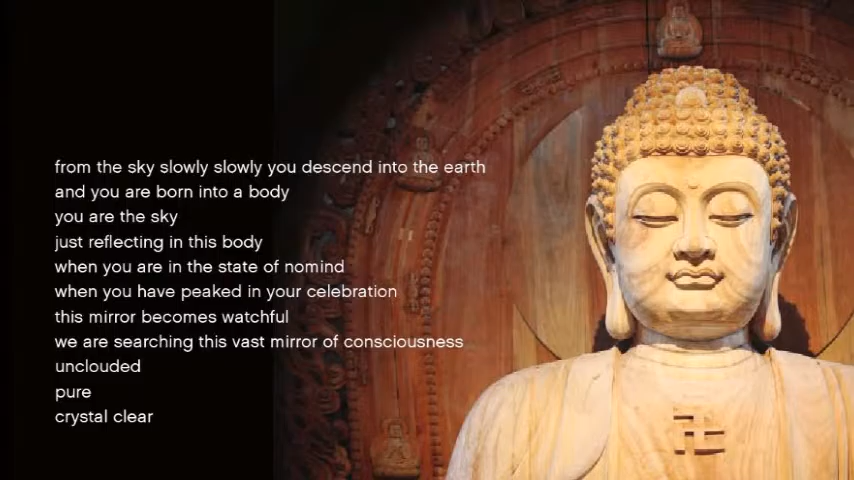 from the sky slowly slowly you descend into the earth
and you are born into a body
you are the sky
just reflecting in this body
when you are in the state of nomind
when you have peaked in your celebration
this mirror becomes watchful
we are searching this vast mirror of consciousness
unclouded
pure
crystal clear